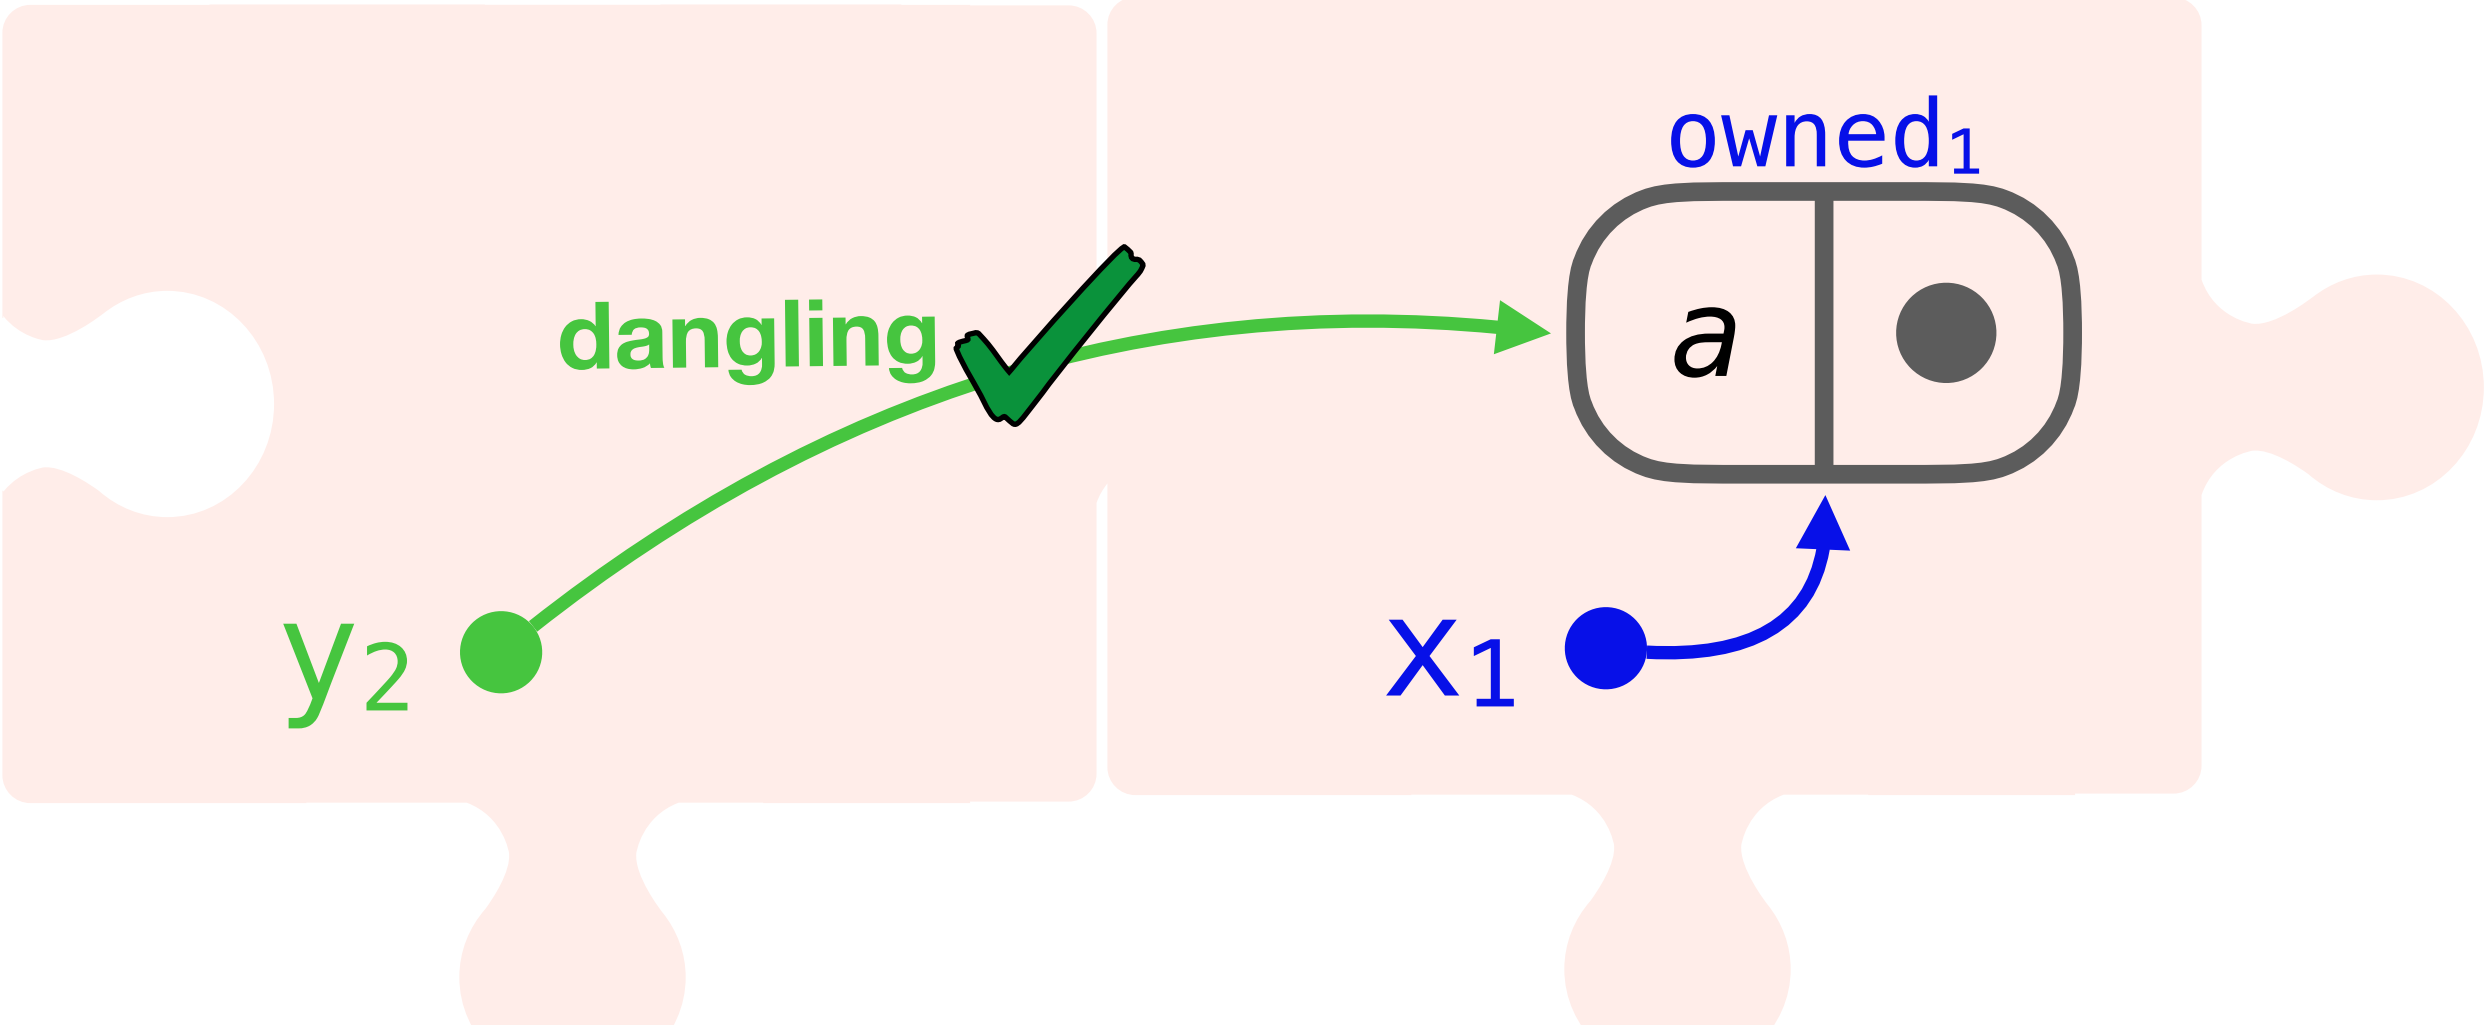 owned₁
dangling
a
y₂
x₁